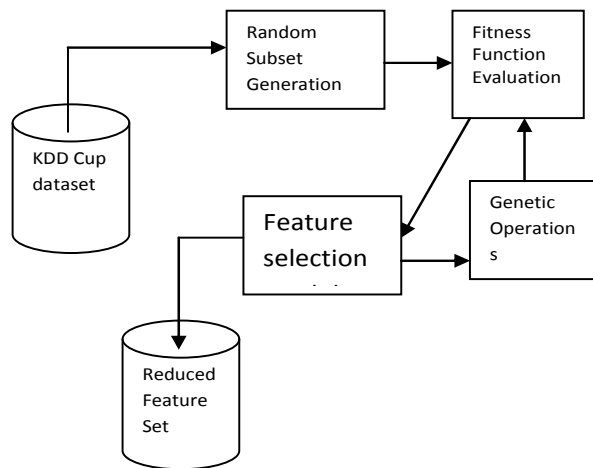 Random
Subset
Generation
Fitness
Function
Evaluation
KDD Cup
dataset
Feature
selection
Genetic
Operation
s
Reduced
Feature
Set